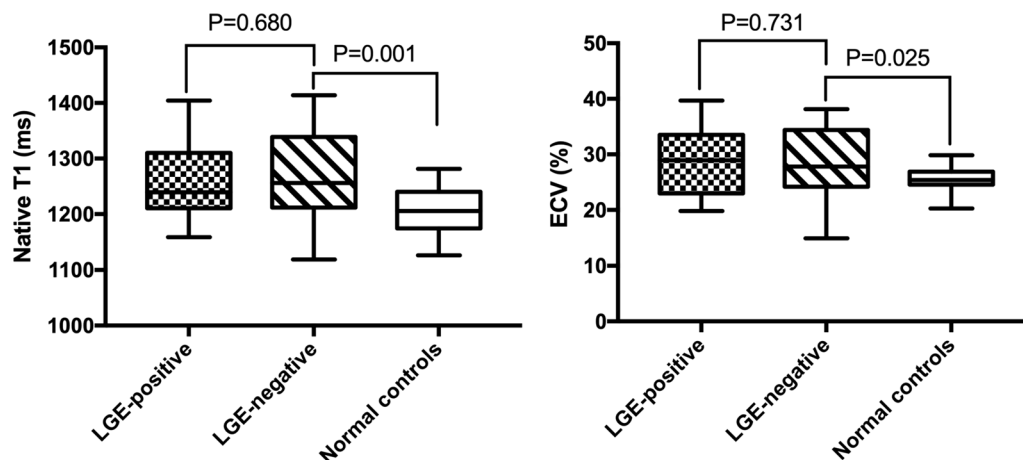 P=0.680
P=0.001
1500
1400
1300
1200
1100
1000
Native T1 (ms)
LGE-positive
LGE-negative
Normal controls
P=0.731
P=0.025
50
40
30
20
10
0
ECV (%)
LGE-positive
LGE-negative
Normal controls